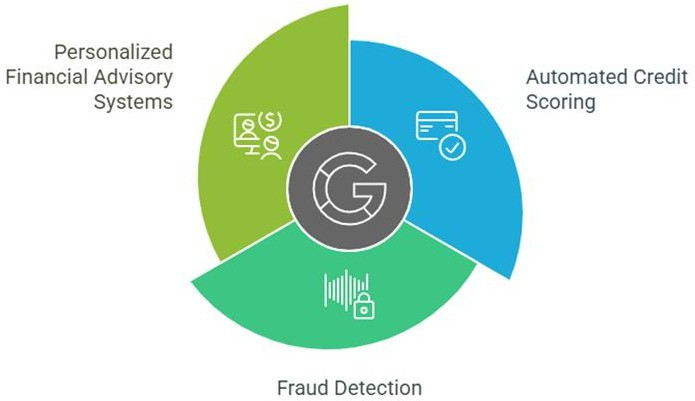 Personalized
Financial Advisory
Systems
Automated Credit
Scoring
$
G
Fraud Detection